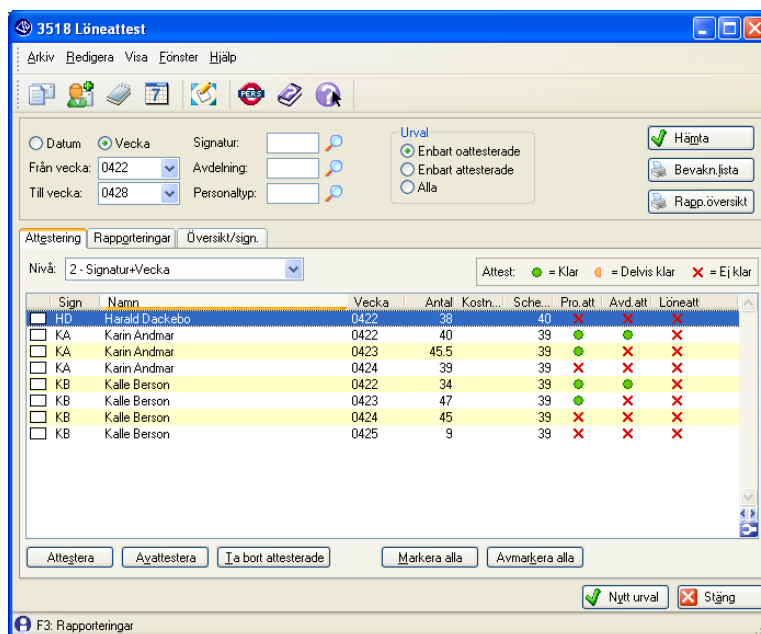 3518 Löneattest
Arkiv Redigera Visa Fönster Hjälp
7 PERS ?
Datum Vecka Signatur: Urval Hämta
Enbart oattesterade
Från vecka: 0422 Avdelning: Enbart attesterade Bevakn.lista
Till vecka: 0428 Personaltyp: Alla Rapp.översikt
Attestering Rapporteringar Översikt/sign.
Nivå: 2 - Signatur+Vecka Attest: = Klar = Delvis klar = Ej klar
Sign Namn Vecka Antal Kostn... Sche... Pro.att Avd.att Löneatt
HD Harald Dackebo 0422 38 40
KA Karin Andmar 0422 40 39
KA Karin Andmar 0423 45.5 39
KA Karin Andmar 0424 39 39
KB Kalle Berson 0422 34 39
KB Kalle Berson 0423 47 39
KB Kalle Berson 0424 45 39
KB Kalle Berson 0425 9 39
Attestera Avattestera Ta bort attesterade Markera alla Avmarkera alla
Nytt urval Stäng
F3: Rapporteringar